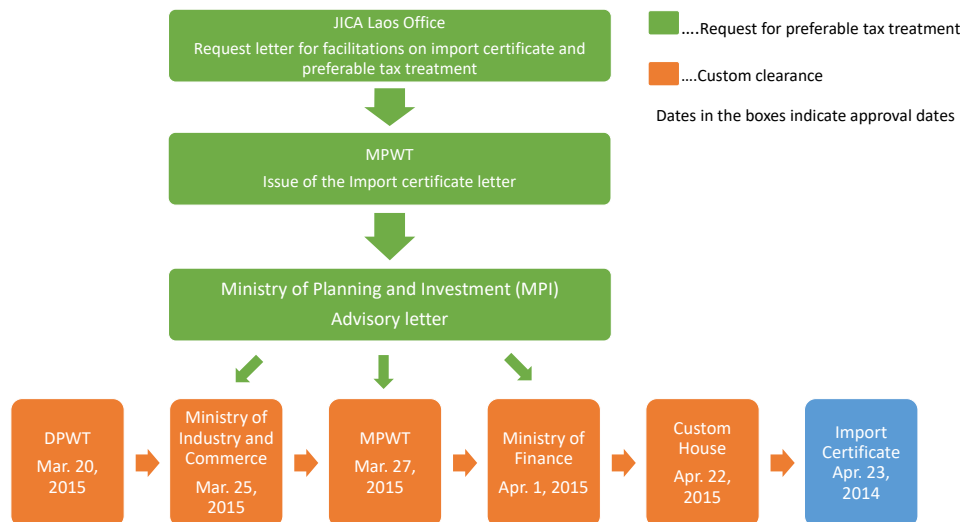 JICA Laos Office
Request letter for facilitations on import certificate and
preferable tax treatment
....Request for preferable tax treatment
....Custom clearance
Dates in the boxes indicate approval dates
MPWT
Issue of the Import certificate letter
Ministry of Planning and Investment (MPI)
Advisory letter
DPWT
Mar. 20,
2015
Ministry of
Industry and
Commerce
Mar. 25,
2015
MPWT
Mar. 27,
2015
Ministry of
Finance
Apr. 1, 2015
Custom
House
Apr. 22,
2015
Import
Certificate
Apr. 23,
2014